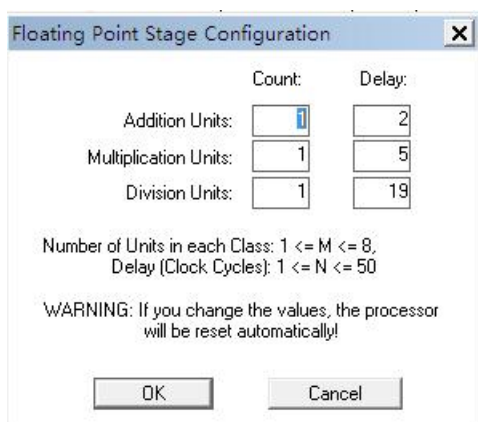 Floating Point Stage Configuration
Count: Delay:
Addition Units: 1 2
Multiplication Units: 1 5
Division Units: 1 19
Number of Units in each Class: 1 <= M <= 8,
Delay (Clock Cycles): 1 <= N <= 50
WARNING: If you change the values, the processor
will be reset automatically!
OK Cancel